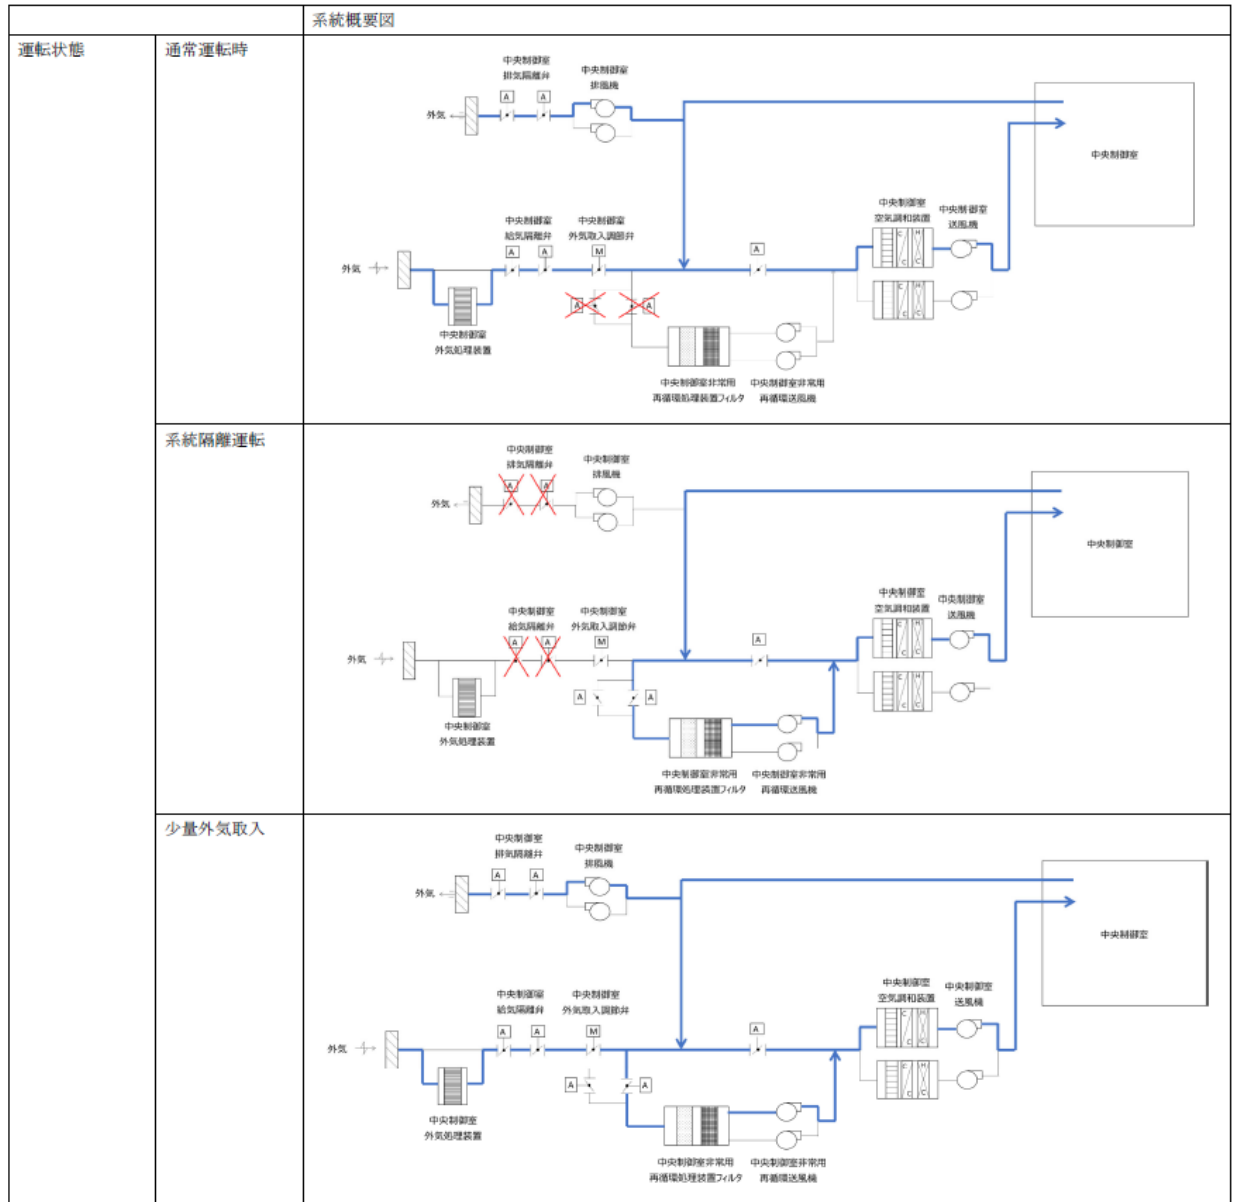 系統概要図
運転状態
通常運転時
中央制御室
排気隔離弁
中央制御室
排風機
A
A
外気
中央制御室
中央制御室
空気調和装置
中央制御室
送風機
中央制御室
給気隔離弁
中央制御室
外気取入調節弁
A
A
M
A
外気
C
C
H
C
A
A
C
C
H
C
中央制御室
外気処理装置
中央制御室非常用
再循環処理装置フィルタ
中央制御室非常用
再循環送風機
系統隔離運転
中央制御室
排気隔離弁
中央制御室
排風機
A
A
外気
中央制御室
中央制御室
空気調和装置
中央制御室
送風機
中央制御室
給気隔離弁
中央制御室
外気取入調節弁
A
A
M
A
外気
C
C
H
C
A
A
C
C
H
C
中央制御室
外気処理装置
中央制御室非常用
再循環処理装置フィルタ
中央制御室非常用
再循環送風機
少量外気取入
中央制御室
排気隔離弁
中央制御室
排風機
A
A
外気
中央制御室
中央制御室
空気調和装置
中央制御室
送風機
中央制御室
給気隔離弁
中央制御室
外気取入調節弁
A
A
M
A
外気
C
C
H
C
A
A
C
C
H
C
中央制御室
外気処理装置
中央制御室非常用
再循環処理装置フィルタ
中央制御室非常用
再循環送風機